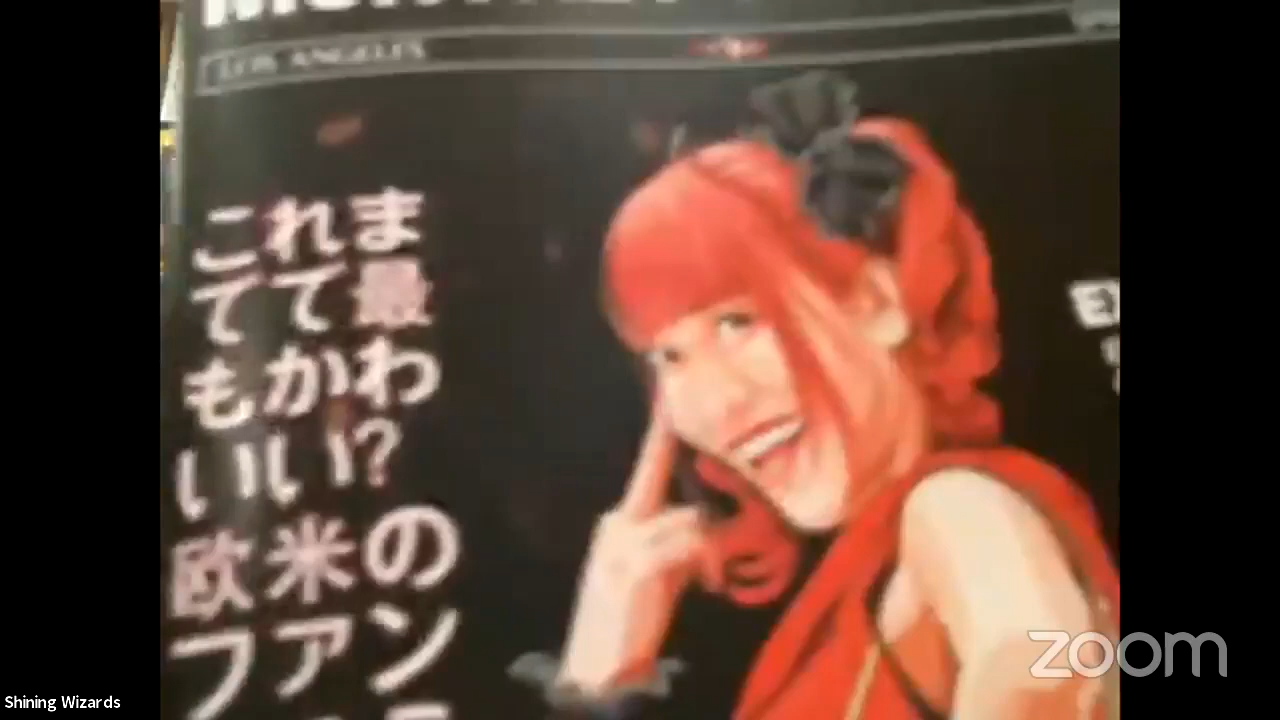 LOS ANGELES
これま
でで最
もかわ
いい?
欧米の
ファン
zoom
Shining Wizards